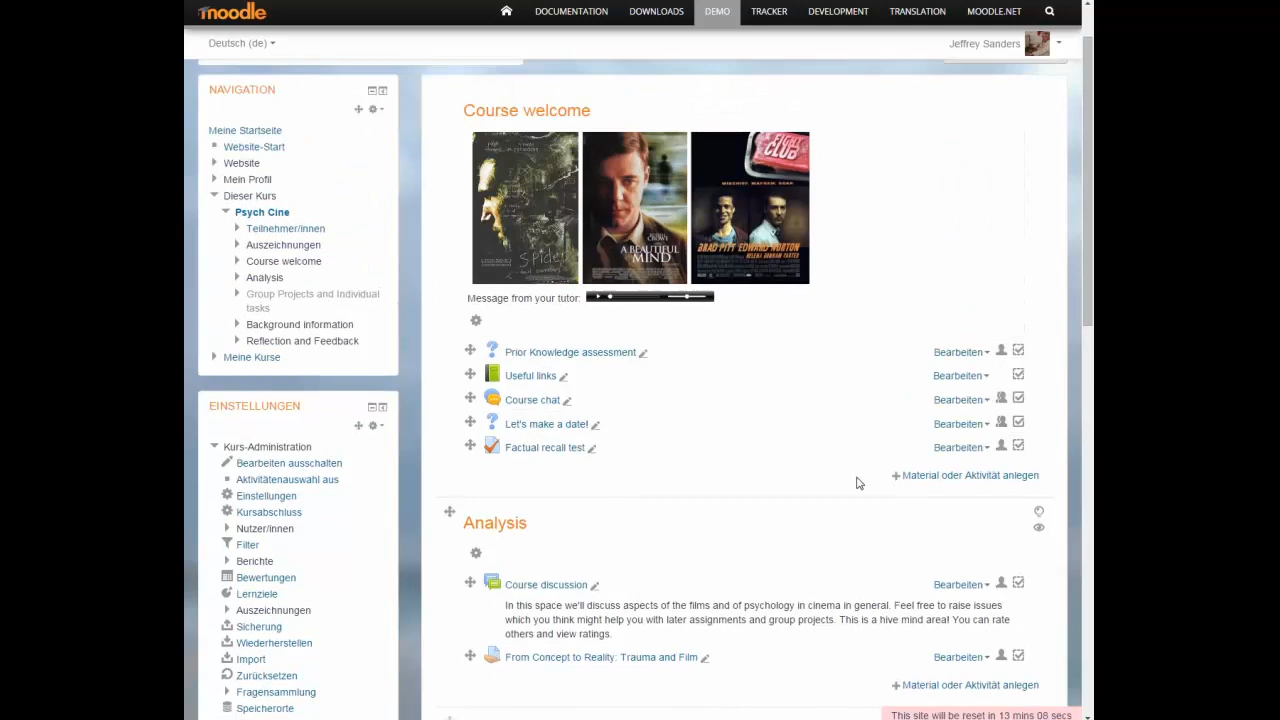 moodle
DOCUMENTATION
DOWNLOADS
DEMO
TRACKER
DEVELOPMENT
TRANSLATION
MOODLE.NET
Deutsch (de)
Jeffrey Sanders
NAVIGATION
Meine Startseite
Website-Start
Website
Mein Profil
Dieser Kurs
Psych Cine
Teilnehmer/innen
Auszeichnungen
Course welcome
Analysis
Group Projects and Individual
tasks
Background information
Reflection and Feedback
Meine Kurse
EINSTELLUNGEN
Kurs-Administration
Bearbeiten ausschalten
Aktivitätenauswahl aus
Einstellungen
Kursabschluss
Nutzer/innen
Filter
Berichte
Bewertungen
Lernziele
Auszeichnungen
Sicherung
Wiederherstellen
Import
Zurücksetzen
Fragensammlung
Speicherorte
Course welcome
Spider
A BEAUTIFUL
MIND
FIGHT
CLUB
MISCHIEF. MAYHEM. SOAP.
BRAD PITT EDWARD NORTON
HELENA BONHAM CARTER
Message from your tutor:
Prior Knowledge assessment
Bearbeiten
Useful links
Bearbeiten
Course chat
Bearbeiten
Let's make a date!
Bearbeiten
Factual recall test
Bearbeiten
Material oder Aktivität anlegen
Analysis
Course discussion
Bearbeiten
In this space we'll discuss aspects of the films and of psychology in cinema in general. Feel free to raise issues
which you think might help you with later assignments and group projects. This is a hive mind area! You can rate
others and view ratings.
From Concept to Reality: Trauma and Film
Bearbeiten
Material oder Aktivität anlegen
This site will be reset in 13 mins 08 secs